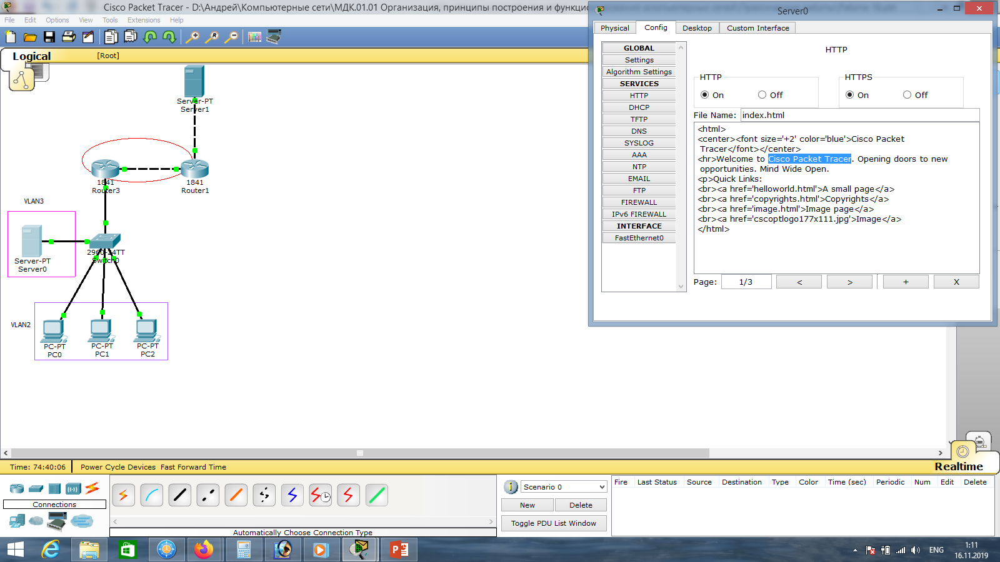 Cisco Packet Tracer - D:\Андрей\Компьютерные сети\МДК.01.01 Организация, принципы построения и функцио
File Edit Options View Tools Extensions Help
Logical
[Root]
Server-PT
Server1
1841
Router3
1841
Router1
VLAN3
Server-PT
Server0
2960-24TT
Switch0
VLAN2
PC-PT
PC0
PC-PT
PC1
PC-PT
PC2
Server0
Physical Config Desktop Custom Interface
GLOBAL
Settings
Algorithm Settings
SERVICES
HTTP
DHCP
TFTP
DNS
SYSLOG
AAA
NTP
EMAIL
FTP
FIREWALL
IPv6 FIREWALL
INTERFACE
FastEthernet0
HTTP
HTTP
On Off
HTTPS
On Off
File Name: index.html
<html>
<center><font size='+2' color='blue'>Cisco Packet
Tracer</font></center>
<hr>Welcome to Cisco Packet Tracer. Opening doors to new
opportunities. Mind Wide Open.
<p>Quick Links:
<br><a href='helloworld.html'>A small page</a>
<br><a href='copyrights.html'>Copyrights</a>
<br><a href='image.html'>Image page</a>
<br><a href='cscoptlogo177x111.jpg'>Image</a>
</html>
Page: 1/3 < > + X
Realtime
Time: 74:40:06 Power Cycle Devices Fast Forward Time
Connections
Automatically Choose Connection Type
Scenario 0
New Delete
Toggle PDU List Window
Fire Last Status Source Destination Type Color Time (sec) Periodic Num Edit Delete
ENG
1:11
16.11.2019